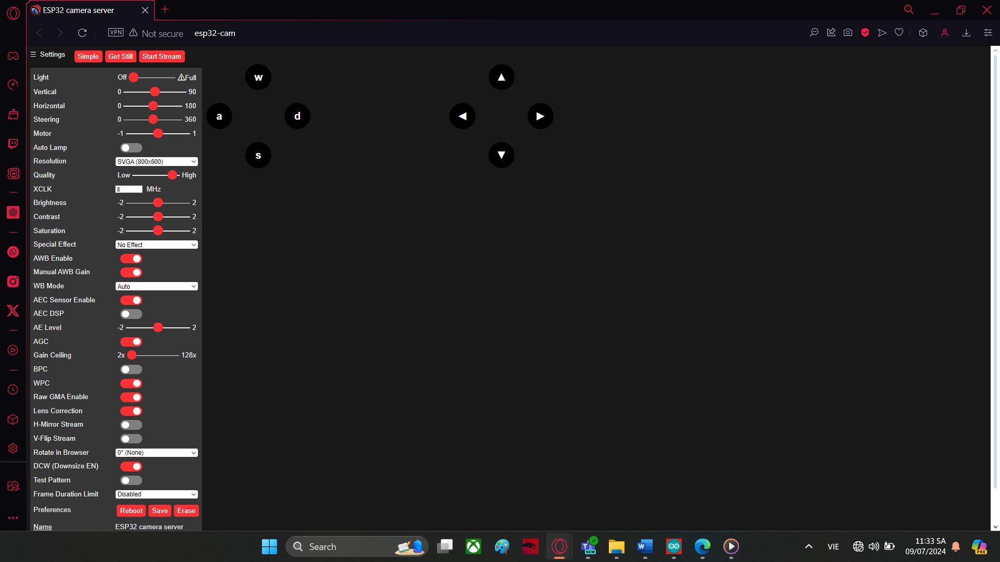 ESP32 camera server
VPN Not secure esp32-cam
☰ Settings Simple Get Still Start Stream
Light Off ⚠Full
Vertical 0 90
Horizontal 0 180
Steering 0 360
Motor -1 1
Auto Lamp
Resolution SVGA (800x600)
Quality Low High
XCLK 8 MHz
Brightness -2 2
Contrast -2 2
Saturation -2 2
Special Effect No Effect
AWB Enable
Manual AWB Gain
WB Mode Auto
AEC Sensor Enable
AEC DSP
AE Level -2 2
AGC
Gain Ceiling 2x 128x
BPC
WPC
Raw GMA Enable
Lens Correction
H-Mirror Stream
V-Flip Stream
Rotate in Browser 0° (None)
DCW (Downsize EN)
Test Pattern
Frame Duration Limit Disabled
Preferences Reboot Save Erase
Name ESP32 camera server
w
a d
s
▲
◀ ▶
▼
Search
NEW
VIE
11:33 SA
09/07/2024
PRE